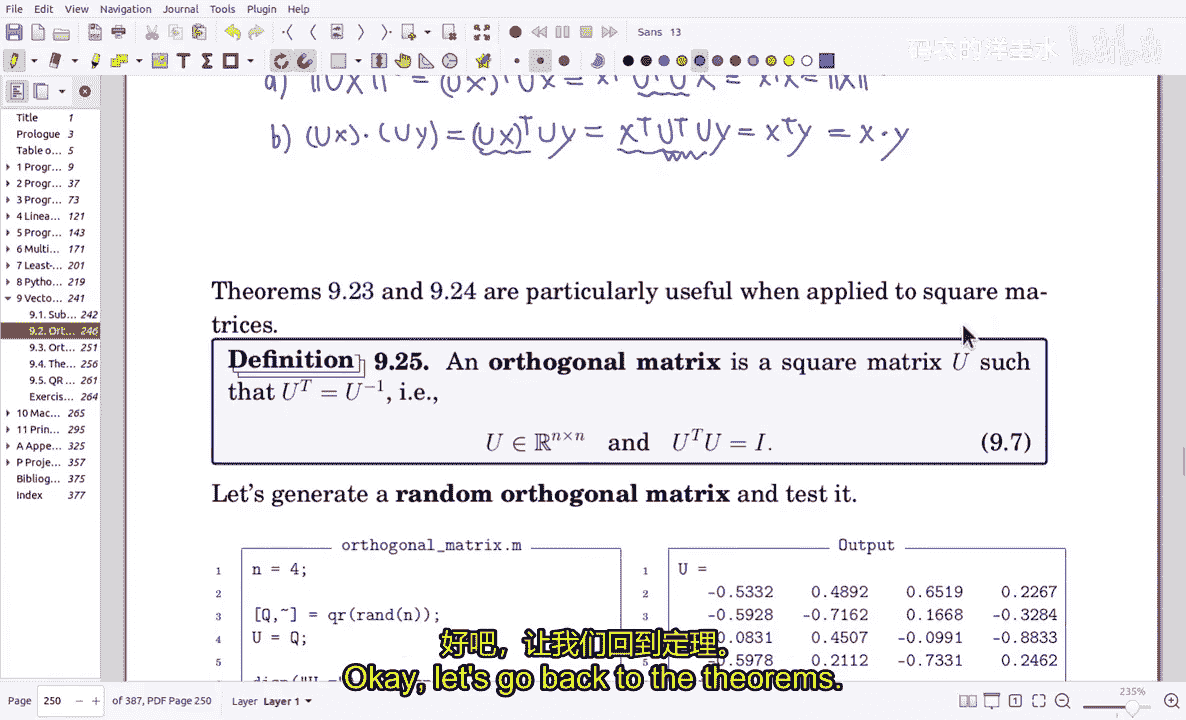 File Edit View Navigation Journal Tools Plugin Help
Sans 13
Title 1
Prologue 3
Table o... 5
1 Progr... 9
2 Progr... 37
3 Progr... 73
4 Linea... 121
5 Progr... 143
6 Multi... 171
7 Least-... 201
8 Pytho... 219
9 Vecto... 241
9.1. Sub... 242
9.2. Ort... 246
9.3. Ort... 251
9.4. The... 256
9.5. QR ... 261
Exercis... 264
10 Mac... 265
11 Prin... 295
A Appe... 325
P Proje... 357
Bibliog... 375
Index 377
a) ||Ux||² = (Ux)ᵀUx = xᵀUᵀUx = xᵀx = ||x||²
b) (Ux)·(Uy) = (Ux)ᵀUy = xᵀUᵀUy = xᵀy = x·y
Theorems 9.23 and 9.24 are particularly useful when applied to square ma-
trices.
Definition 9.25. An orthogonal matrix is a square matrix U such
that Uᵀ = U⁻¹, i.e.,
U ∈ ℝⁿˣⁿ and UᵀU = I. (9.7)
Let's generate a random orthogonal matrix and test it.
orthogonal_matrix.m
1 n = 4;
2
3 [Q,~] = qr(rand(n));
4 U = Q;
5
Output
1 U =
2 -0.5332 0.4892 0.6519 0.2267
3 -0.5928 -0.7162 0.1668 -0.3284
0.0831 0.4507 -0.0991 -0.8833
.5978 0.2112 -0.7331 0.2462
好吧，让我们回到定理。
Okay, let's go back to the theorems.
Page 250 of 387, PDF Page 250 Layer Layer 1
235%